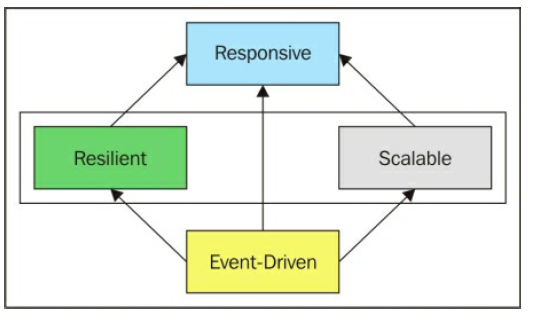 Responsive
Resilient
Scalable
Event-Driven